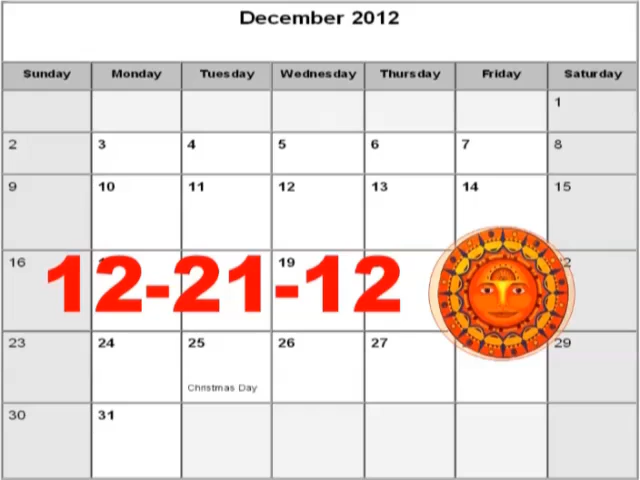 December 2012
Sunday Monday Tuesday Wednesday Thursday Friday Saturday
1
2 3 4 5 6 7 8
9 10 11 12 13 14 15
16 19
12-21-12
23 24 25 26 27 29
Christmas Day
30 31